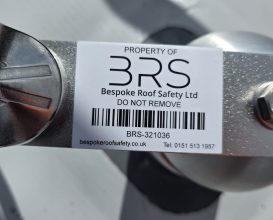 PROPERTY OF
BRS
Bespoke Roof Safety Ltd
DO NOT REMOVE
BRS-321036
bespokeroofsafety.co.uk Tel: 0151 513 1987